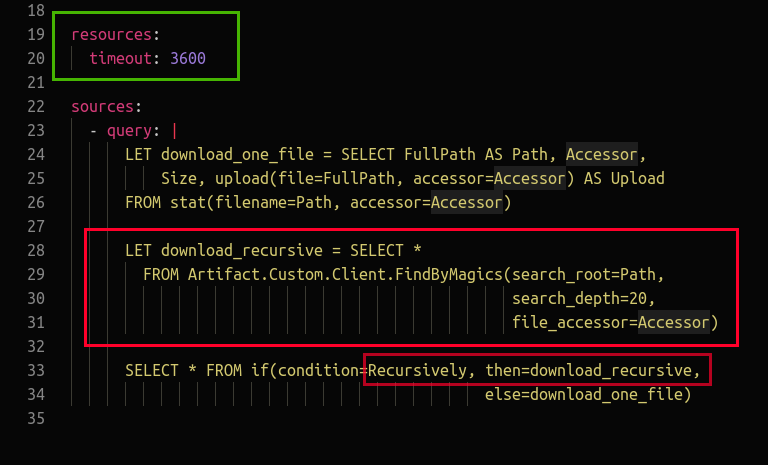 18
19 resources:
20 timeout: 3600
21
22 sources:
23 - query: |
24 LET download_one_file = SELECT FullPath AS Path, Accessor,
25 Size, upload(file=FullPath, accessor=Accessor) AS Upload
26 FROM stat(filename=Path, accessor=Accessor)
27
28 LET download_recursive = SELECT *
29 FROM Artifact.Custom.Client.FindByMagics(search_root=Path,
30 search_depth=20,
31 file_accessor=Accessor)
32
33 SELECT * FROM if(condition=Recursively, then=download_recursive,
34 else=download_one_file)
35